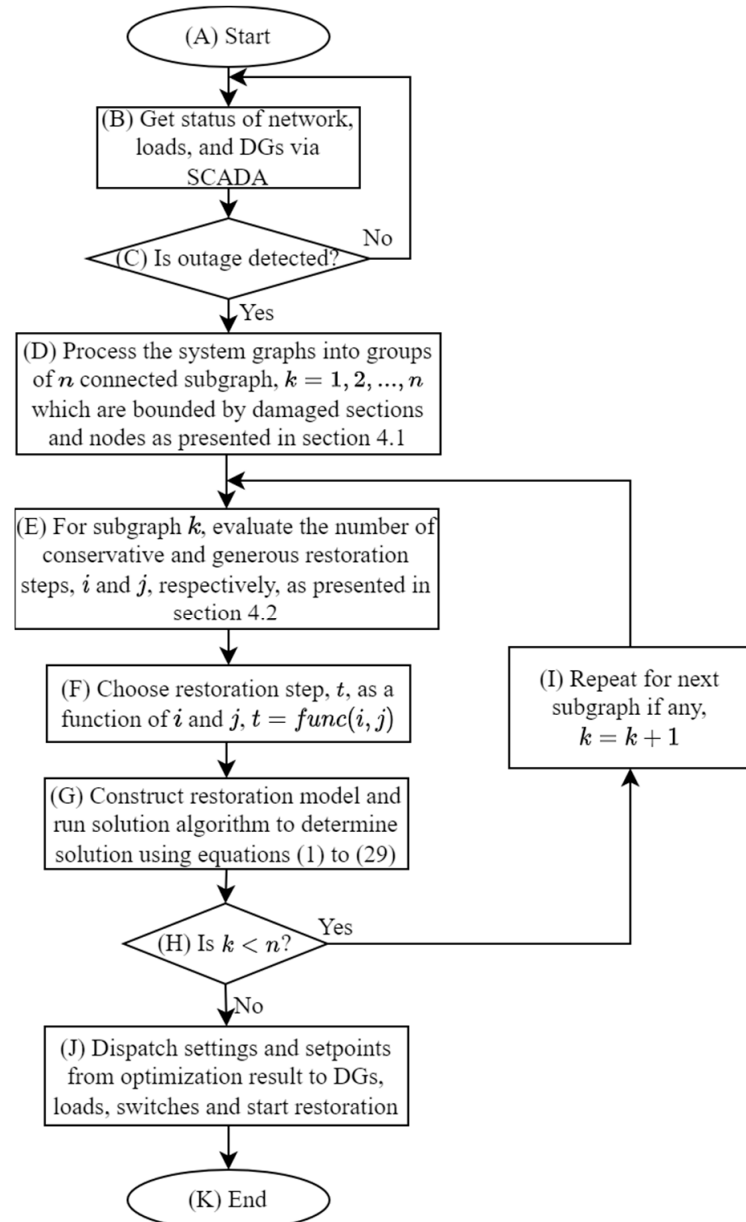 (A) Start
(B) Get status of network,
loads, and DGs via
SCADA
(C) Is outage detected?
No
Yes
(D) Process the system graphs into groups
of n connected subgraph, k = 1, 2, ..., n
which are bounded by damaged sections
and nodes as presented in section 4.1
(E) For subgraph k, evaluate the number of
conservative and generous restoration
steps, i and j, respectively, as presented in
section 4.2
(F) Choose restoration step, t, as a
function of i and j, t = func(i, j)
(G) Construct restoration model and
run solution algorithm to determine
solution using equations (1) to (29)
(H) Is k < n?
Yes
(I) Repeat for next
subgraph if any,
k = k + 1
No
(J) Dispatch settings and setpoints
from optimization result to DGs,
loads, switches and start restoration
(K) End